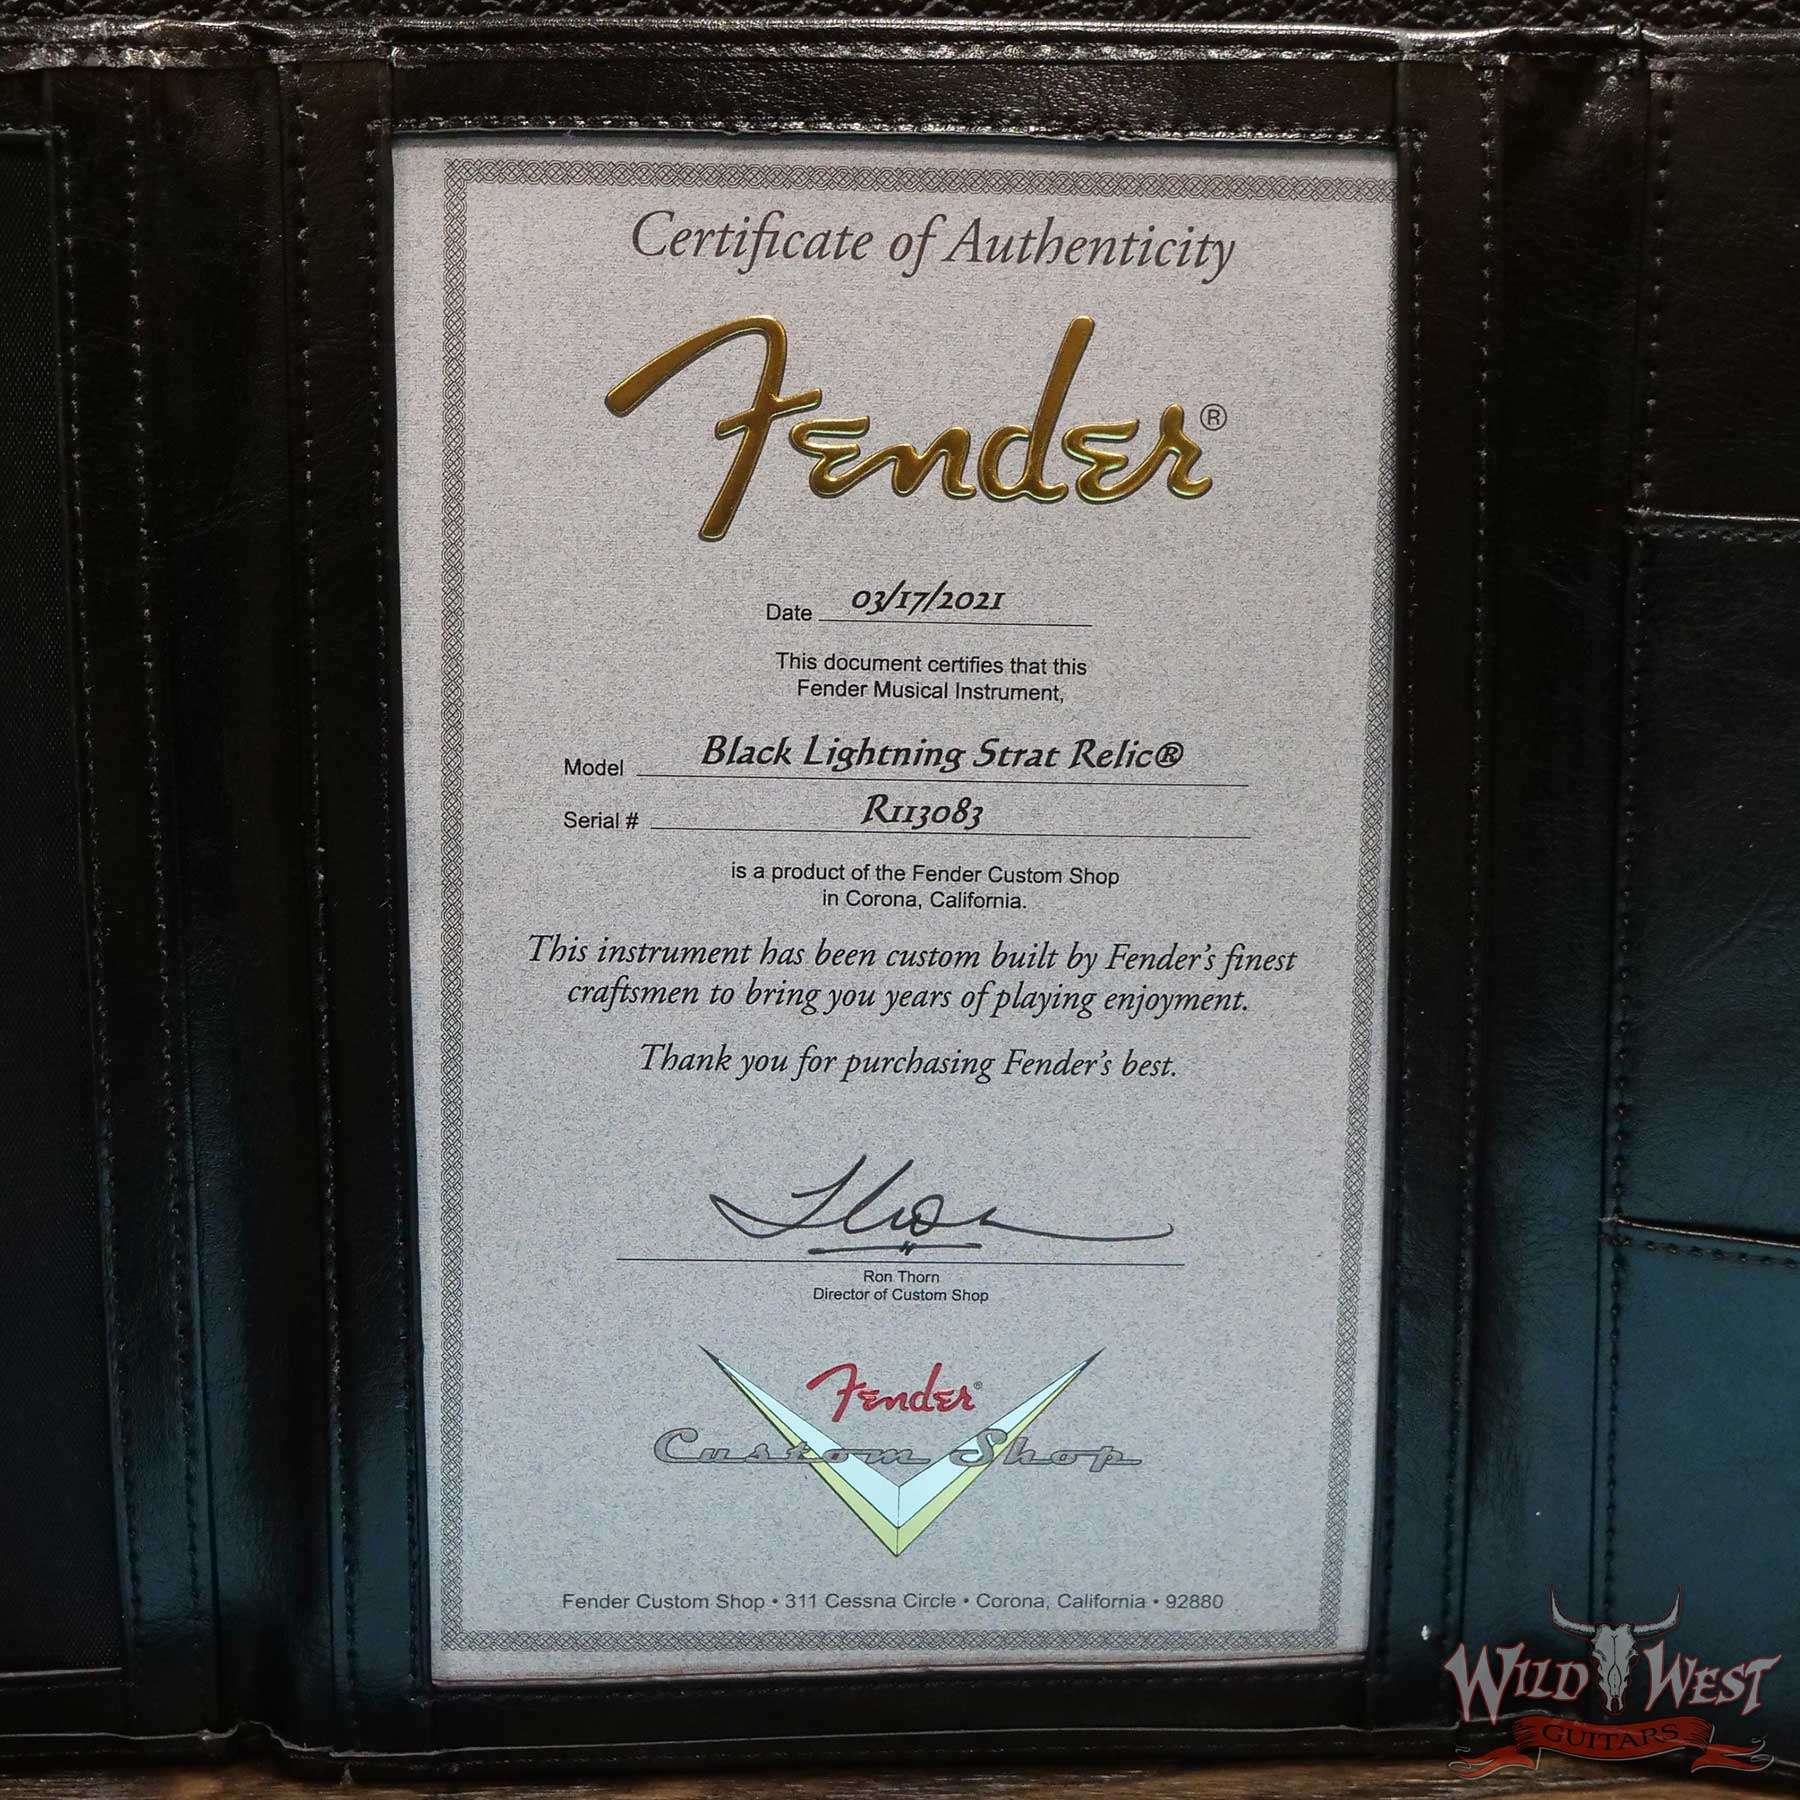 Certificate of Authenticity
Fender®
Date 03/17/2021
This document certifies that this
Fender Musical Instrument,
Model Black Lightning Strat Relic®
Serial # R113083
is a product of the Fender Custom Shop
in Corona, California.
This instrument has been custom built by Fender's finest
craftsmen to bring you years of playing enjoyment.
Thank you for purchasing Fender's best.
Ron Thorn
Director of Custom Shop
Fender®
Custom Shop
Fender Custom Shop • 311 Cessna Circle • Corona, California • 92880
WILD WEST
GUITARS